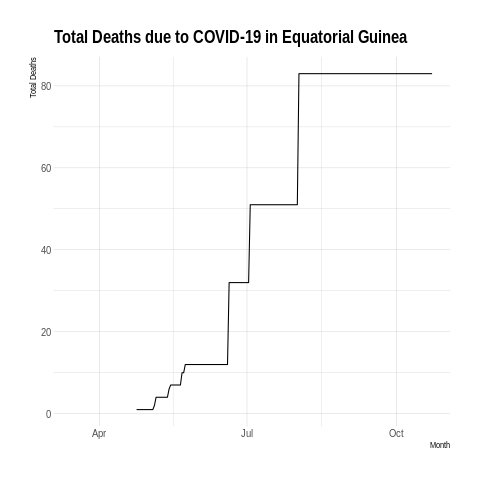 Total Deaths due to COVID-19 in Equatorial Guinea
Total Deaths
80
60
40
20
0
Apr
Jul
Oct
Month